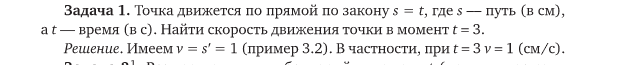 Задача 1. Точка движется по прямой по закону s = t, где s — путь (в см),
а t — время (в с). Найти скорость движения точки в момент t = 3.
Решение. Имеем v = s′ = 1 (пример 3.2). В частности, при t = 3 v = 1 (см/с).